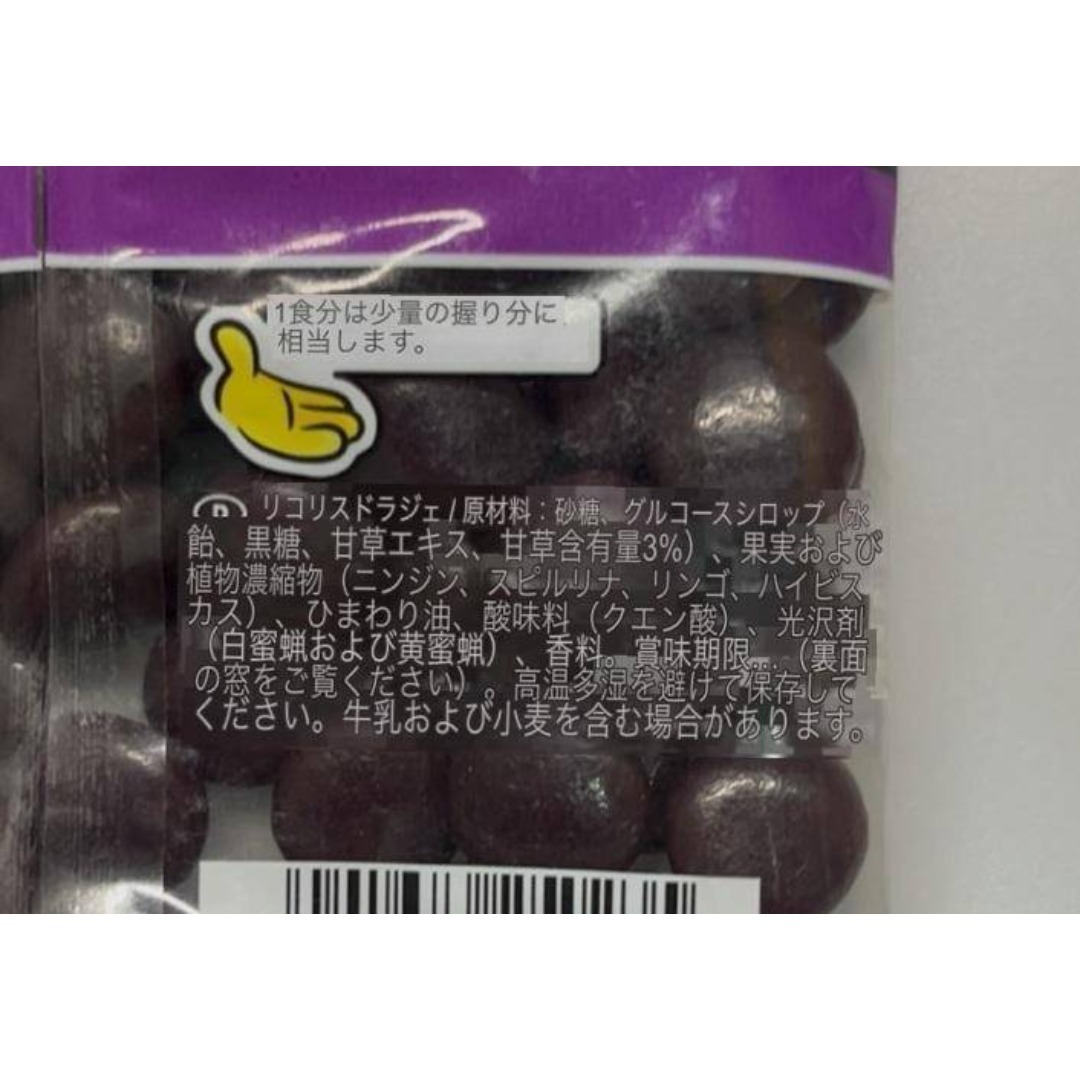 1食分は少量の握り分に
相当します。
リコリスドラジェ / 原材料：砂糖、グルコースシロップ（水
飴、黒糖、甘草エキス、甘草含有量3%）、果実および
植物濃縮物（ニンジン、スピルリナ、リンゴ、ハイビス
カス）、ひまわり油、酸味料（クエン酸）、光沢剤
（白蜜蝋および黄蜜蝋）、香料。賞味期限...（裏面
の窓をご覧ください）。高温多湿を避けて保存して
ください。牛乳および小麦を含む場合があります。